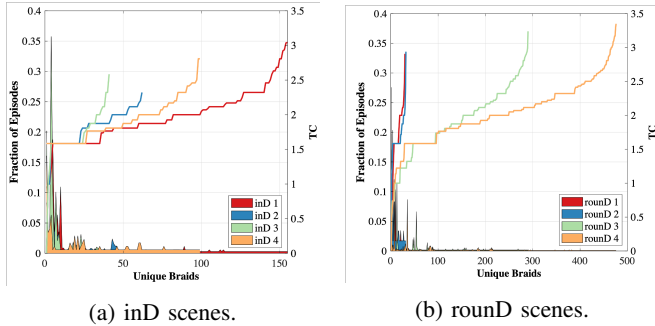 0.4
0.35
0.3
0.25
0.2
0.15
0.1
0.05
0
Fraction of Episodes
3.5
3
2.5
2
1.5
1
0.5
0
TC
inD 1
inD 2
inD 3
inD 4
0 50 100 150
Unique Braids
(a) inD scenes.
0.4
0.35
0.3
0.25
0.2
0.15
0.1
0.05
0
Fraction of Episodes
3.5
3
2.5
2
1.5
1
0.5
0
TC
rounD 1
rounD 2
rounD 3
rounD 4
0 100 200 300 400 500
Unique Braids
(b) rounD scenes.